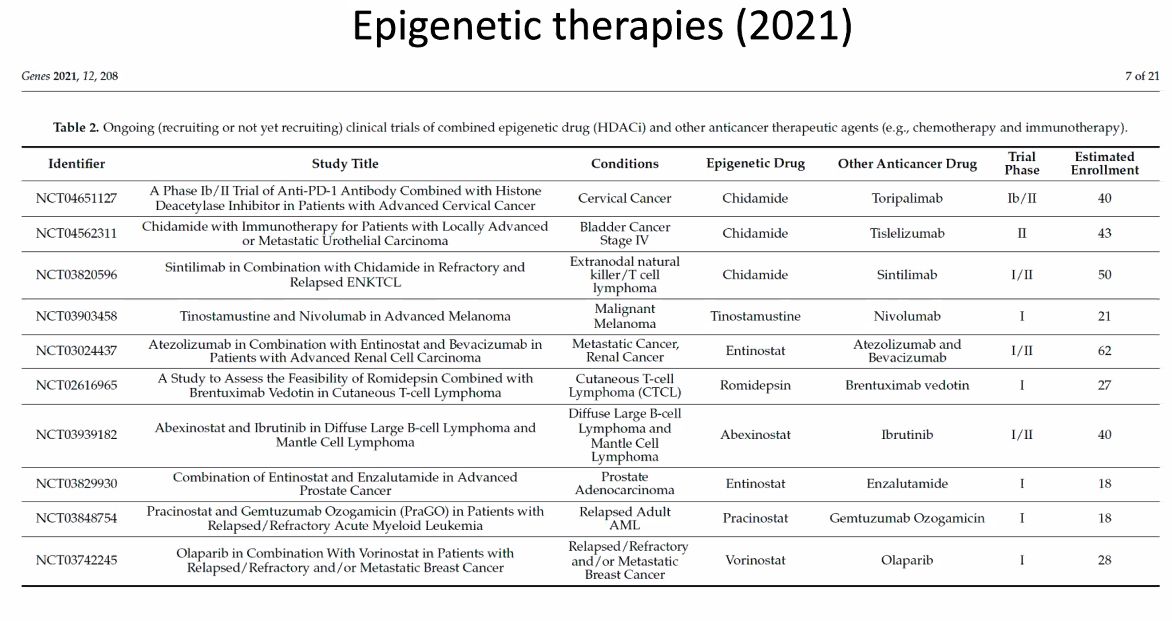 Epigenetic therapies (2021)
Genes 2021, 12, 208 7 of 21
Table 2. Ongoing (recruiting or not yet recruiting) clinical trials of combined epigenetic drug (HDACi) and other anticancer therapeutic agents (e.g., chemotherapy and immunotherapy).
Identifier Study Title Conditions Epigenetic Drug Other Anticancer Drug Trial Phase Estimated Enrollment
NCT04651127 A Phase Ib/II Trial of Anti-PD-1 Antibody Combined with Histone Deacetylase Inhibitor in Patients with Advanced Cervical Cancer Cervical Cancer Chidamide Toripalimab Ib/II 40
NCT04562311 Chidamide with Immunotherapy for Patients with Locally Advanced or Metastatic Urothelial Carcinoma Bladder Cancer Stage IV Chidamide Tislelizumab II 43
NCT03820596 Sintilimab in Combination with Chidamide in Refractory and Relapsed ENKTCL Extranodal natural killer/T cell lymphoma Chidamide Sintilimab I/II 50
NCT03903458 Tinostamustine and Nivolumab in Advanced Melanoma Malignant Melanoma Tinostamustine Nivolumab I 21
NCT03024437 Atezolizumab in Combination with Entinostat and Bevacizumab in Patients with Advanced Renal Cell Carcinoma Metastatic Cancer, Renal Cancer Entinostat Atezolizumab and Bevacizumab I/II 62
NCT02616965 A Study to Assess the Feasibility of Romidepsin Combined with Brentuximab Vedotin in Cutaneous T-cell Lymphoma Cutaneous T-cell Lymphoma (CTCL) Romidepsin Brentuximab vedotin I 27
NCT03939182 Abexinostat and Ibrutinib in Diffuse Large B-cell Lymphoma and Mantle Cell Lymphoma Diffuse Large B-cell Lymphoma and Mantle Cell Lymphoma Abexinostat Ibrutinib I/II 40
NCT03829930 Combination of Entinostat and Enzalutamide in Advanced Prostate Cancer Prostate Adenocarcinoma Entinostat Enzalutamide I 18
NCT03848754 Pracinostat and Gemtuzumab Ozogamicin (PraGO) in Patients with Relapsed/Refractory Acute Myeloid Leukemia Relapsed Adult AML Pracinostat Gemtuzumab Ozogamicin I 18
NCT03742245 Olaparib in Combination With Vorinostat in Patients with Relapsed/Refractory and/or Metastatic Breast Cancer Relapsed/Refractory and/or Metastatic Breast Cancer Vorinostat Olaparib I 28